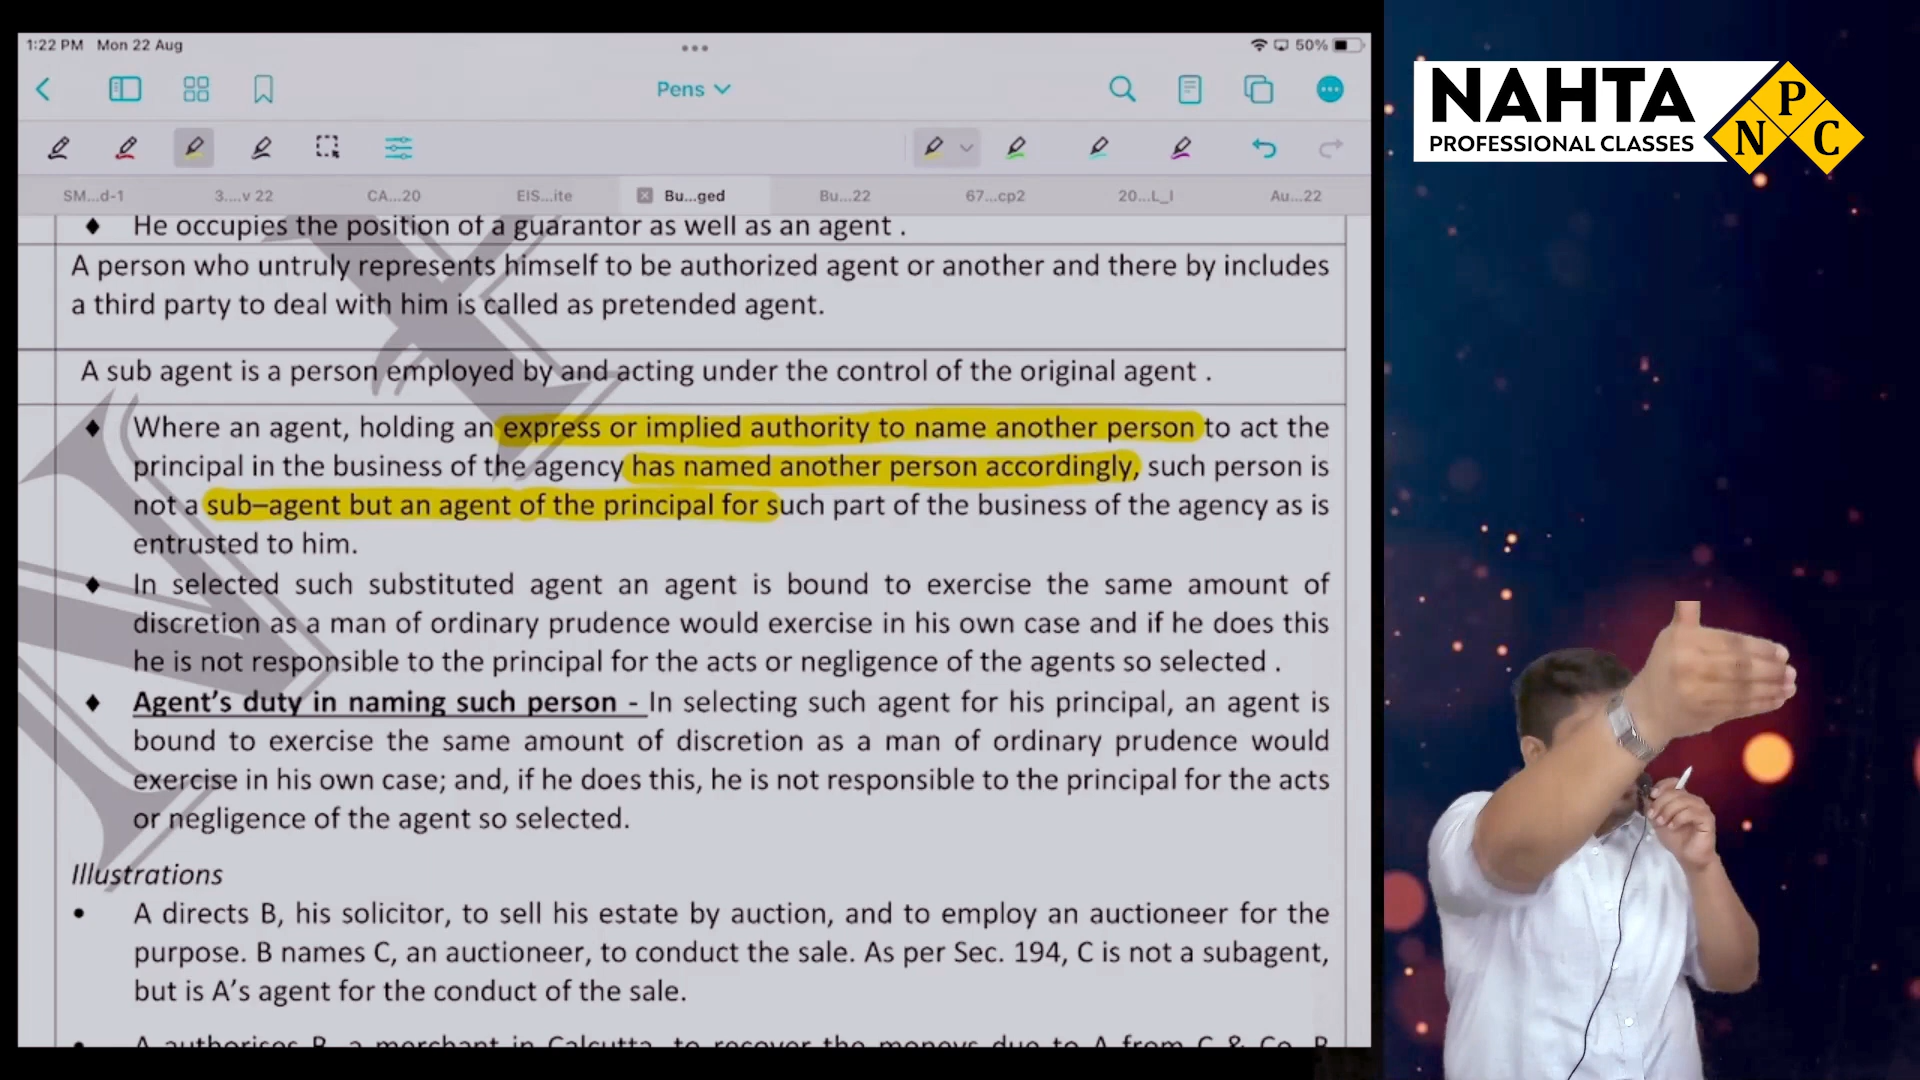 1:22 PM Mon 22 Aug
50%
Pens
SM...d-1 3....v 22 CA...20 EIS...ite Bu...ged Bu...22 67...cp2 20...L_I Au...22
♦ He occupies the position of a guarantor as well as an agent .
A person who untruly represents himself to be authorized agent or another and there by includes
a third party to deal with him is called as pretended agent.
A sub agent is a person employed by and acting under the control of the original agent .
♦ Where an agent, holding an express or implied authority to name another person to act the
principal in the business of the agency has named another person accordingly, such person is
not a sub–agent but an agent of the principal for such part of the business of the agency as is
entrusted to him.
♦ In selected such substituted agent an agent is bound to exercise the same amount of
discretion as a man of ordinary prudence would exercise in his own case and if he does this
he is not responsible to the principal for the acts or negligence of the agents so selected .
♦ Agent’s duty in naming such person - In selecting such agent for his principal, an agent is
bound to exercise the same amount of discretion as a man of ordinary prudence would
exercise in his own case; and, if he does this, he is not responsible to the principal for the acts
or negligence of the agent so selected.
Illustrations
• A directs B, his solicitor, to sell his estate by auction, and to employ an auctioneer for the
purpose. B names C, an auctioneer, to conduct the sale. As per Sec. 194, C is not a subagent,
but is A’s agent for the conduct of the sale.
• A authorises B, a merchant in Calcutta, to recover the moneys due to A from C & Co. B
NAHTA
PROFESSIONAL CLASSES
N P C